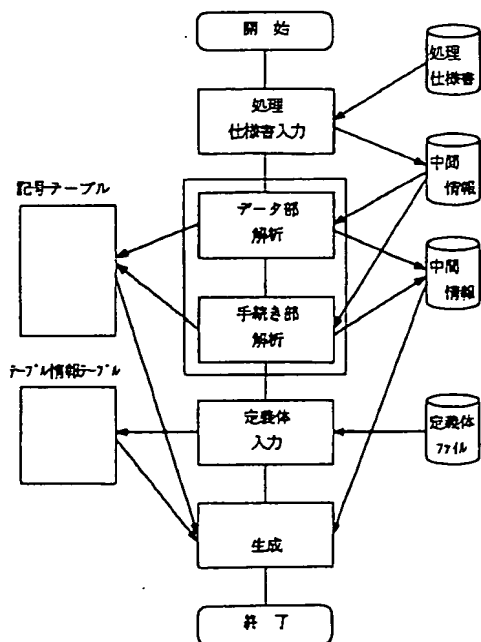 開始
処理
仕様書入力
処理
仕様書
中間
情報
記号テーブル
データ部
解析
中間
情報
手続き部
解析
テーブル情報テーブル
定義体
入力
定義体
ファイル
生成
終了